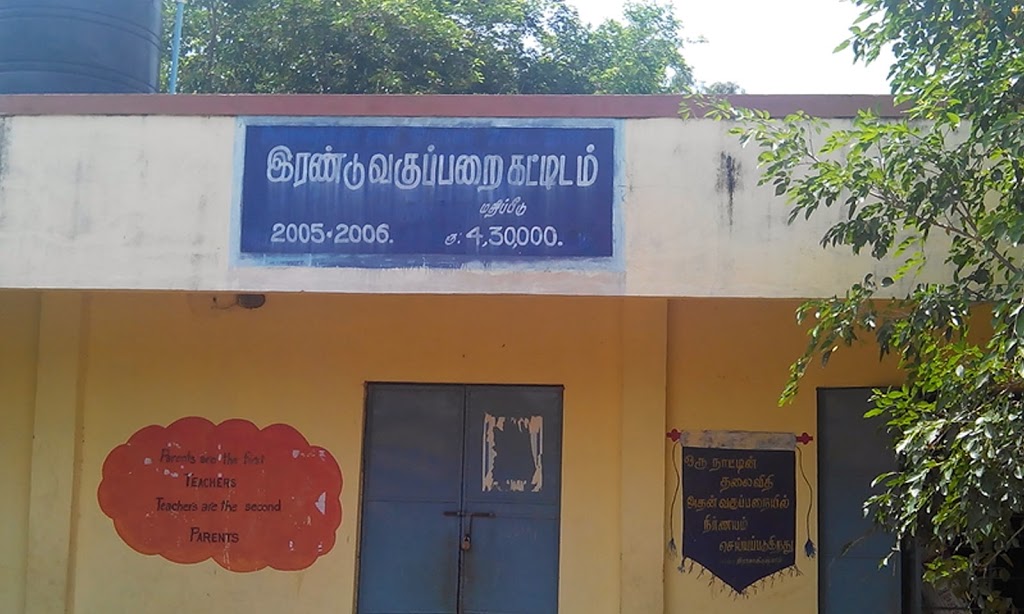 இரண்டு வகுப்பறை கட்டிடம்
மதிப்பீடு
2005-2006. ரூ: 4,30,000.
Parents are the first
TEACHERS
Teachers are the second
PARENTS
ஒரு நாட்டின்
தலைவிதி
அதன் வகுப்பறையில்
நிர்ணயம்
செய்யப்படுகிறது